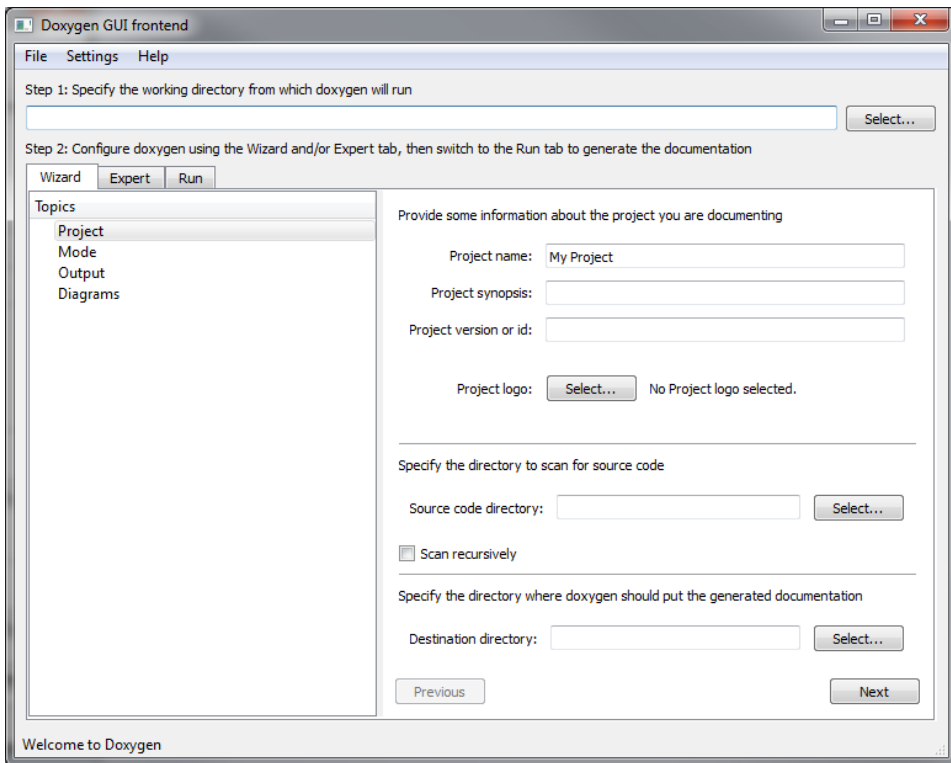 Doxygen GUI frontend
File Settings Help
Step 1: Specify the working directory from which doxygen will run
Select...
Step 2: Configure doxygen using the Wizard and/or Expert tab, then switch to the Run tab to generate the documentation
Wizard Expert Run
Topics
Project
Mode
Output
Diagrams
Provide some information about the project you are documenting
Project name: My Project
Project synopsis:
Project version or id:
Project logo: Select... No Project logo selected.
Specify the directory to scan for source code
Source code directory: Select...
Scan recursively
Specify the directory where doxygen should put the generated documentation
Destination directory: Select...
Previous Next
Welcome to Doxygen